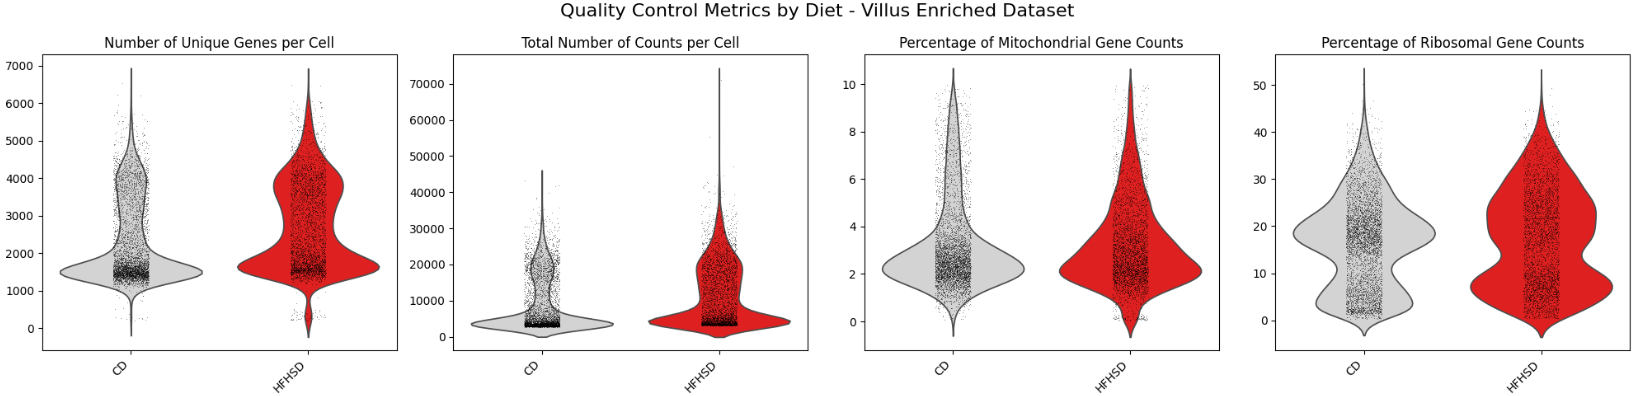 Quality Control Metrics by Diet - Villus Enriched Dataset
Number of Unique Genes per Cell
7000
6000
5000
4000
3000
2000
1000
0
CD
HFHSD
Total Number of Counts per Cell
70000
60000
50000
40000
30000
20000
10000
0
CD
HFHSD
Percentage of Mitochondrial Gene Counts
10
8
6
4
2
0
CD
HFHSD
Percentage of Ribosomal Gene Counts
50
40
30
20
10
0
CD
HFHSD